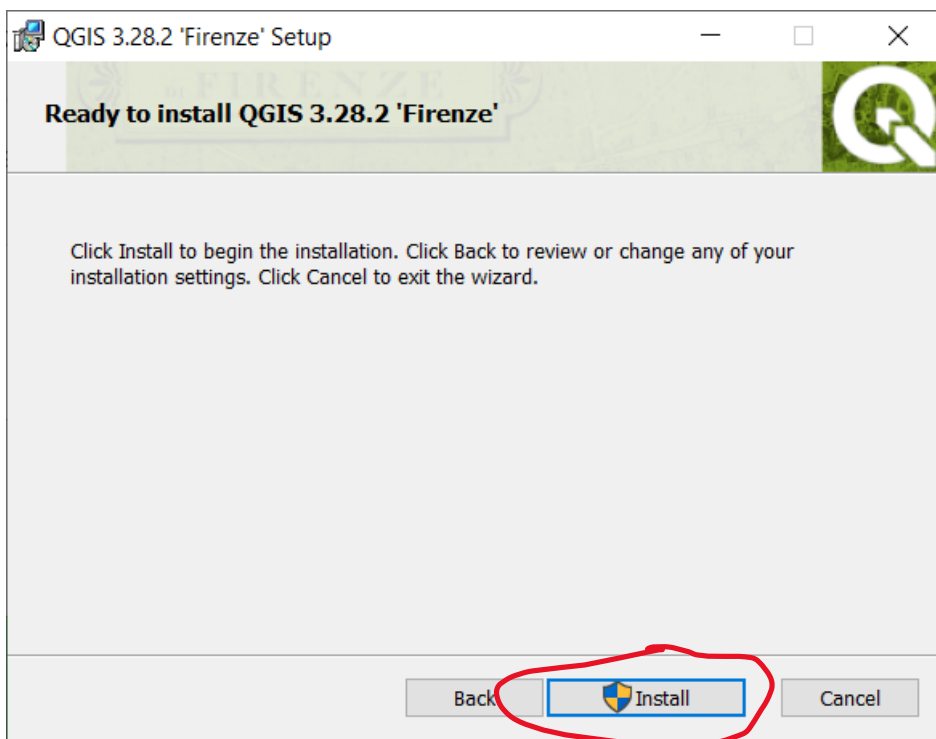 QGIS 3.28.2 'Firenze' Setup
DI FIRENZE
Ready to install QGIS 3.28.2 'Firenze'
Click Install to begin the installation. Click Back to review or change any of your
installation settings. Click Cancel to exit the wizard.
Back Install Cancel